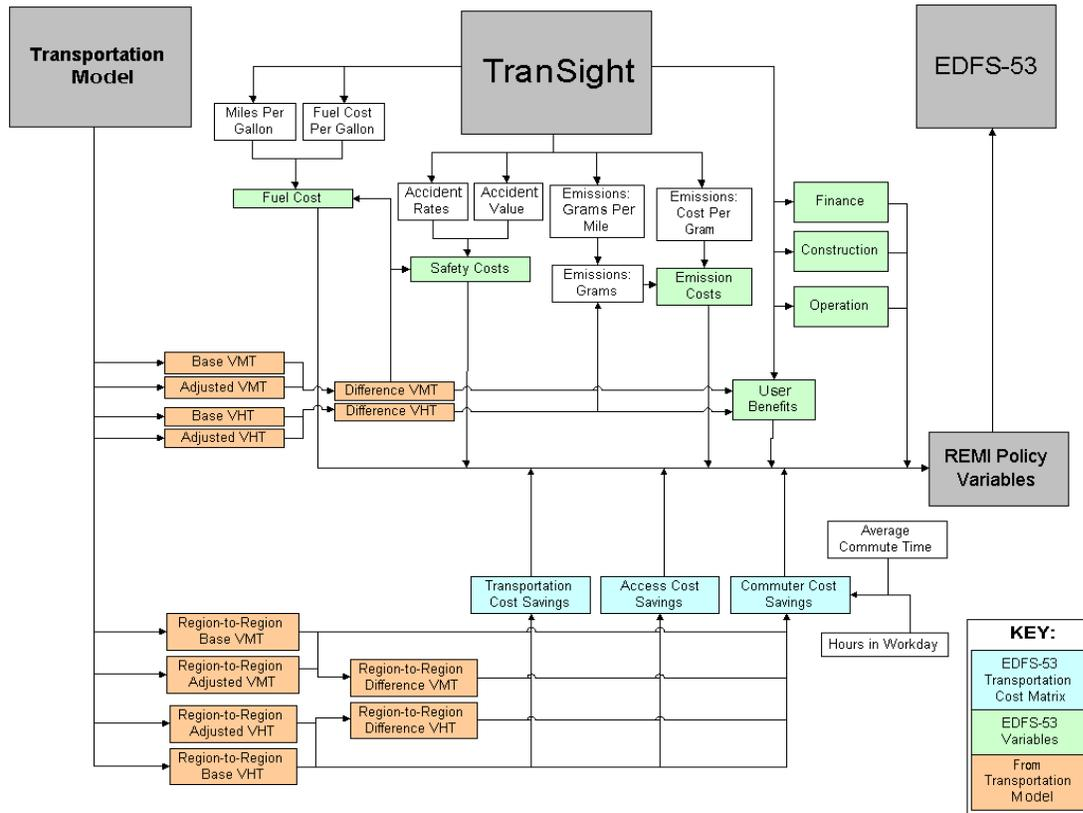 Transportation
Model
TranSight
EDFS-53
Miles Per
Gallon
Fuel Cost
Per Gallon
Fuel Cost
Accident
Rates
Accident
Value
Emissions:
Grams Per
Mile
Emissions:
Cost Per
Gram
Finance
Construction
Operation
Safety Costs
Emissions:
Grams
Emission
Costs
Base VMT
Adjusted VMT
Base VHT
Adjusted VHT
Difference VMT
Difference VHT
User
Benefits
REMI Policy
Variables
Average
Commute Time
Transportation
Cost Savings
Access Cost
Savings
Commuter Cost
Savings
Hours in Workday
Region-to-Region
Base VMT
Region-to-Region
Adjusted VMT
Region-to-Region
Difference VMT
Region-to-Region
Adjusted VHT
Region-to-Region
Difference VHT
Region-to-Region
Base VHT
KEY:
EDFS-53
Transportation
Cost Matrix
EDFS-53
Variables
From
Transportation
Model